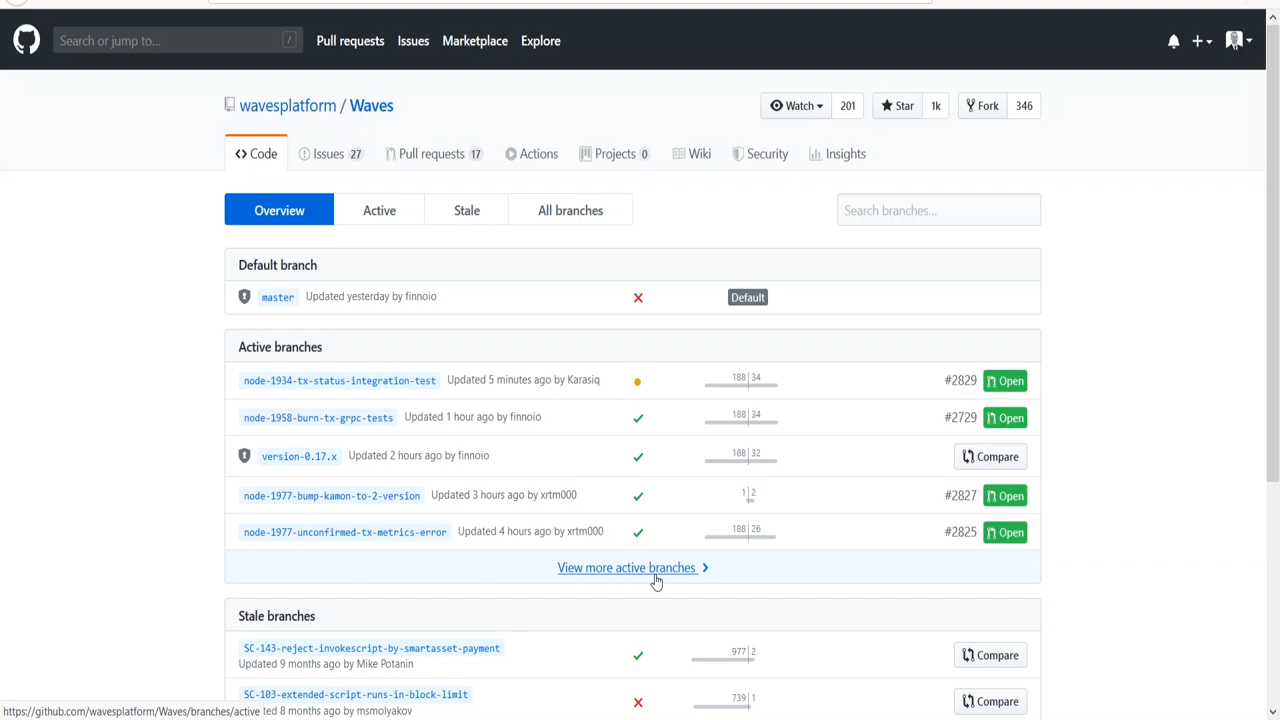 Search or jump to... / Pull requests Issues Marketplace Explore
wavesplatform / Waves Watch 201 Star 1k Fork 346
Code Issues 27 Pull requests 17 Actions Projects 0 Wiki Security Insights
Overview Active Stale All branches Search branches...
Default branch
master Updated yesterday by finnoio Default
Active branches
node-1934-tx-status-integration-test Updated 5 minutes ago by Karasiq 188 34 #2829 Open
node-1958-burn-tx-grpc-tests Updated 1 hour ago by finnoio 188 34 #2729 Open
version-0.17.x Updated 2 hours ago by finnoio 188 32 Compare
node-1977-bump-kamon-to-2-version Updated 3 hours ago by xrtm000 1 2 #2827 Open
node-1977-unconfirmed-tx-metrics-error Updated 4 hours ago by xrtm000 188 26 #2825 Open
View more active branches
Stale branches
SC-143-reject-invokescript-by-smartasset-payment 977 2 Compare
Updated 9 months ago by Mike Potanin
SC-103-extended-script-runs-in-block-limit 739 1 Compare
https://github.com/wavesplatform/Waves/branches/active ted 8 months ago by msmolyakov